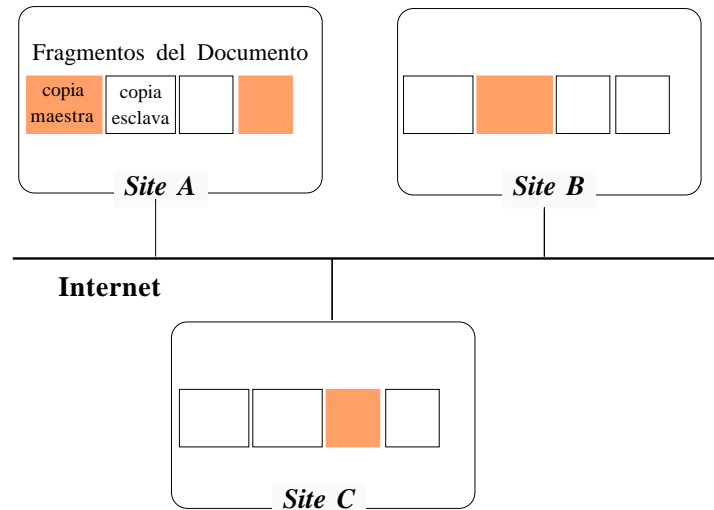 Fragmentos del Documento
copia
maestra
copia
esclava
Site A
Site B
Internet
Site C